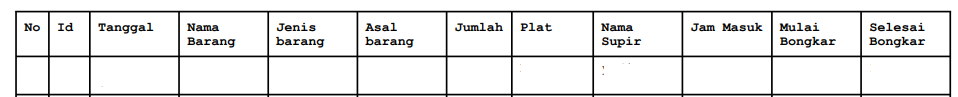 No Id Tanggal Nama Barang Jenis barang Asal barang Jumlah Plat Nama Supir Jam Masuk Mulai Bongkar Selesai Bongkar